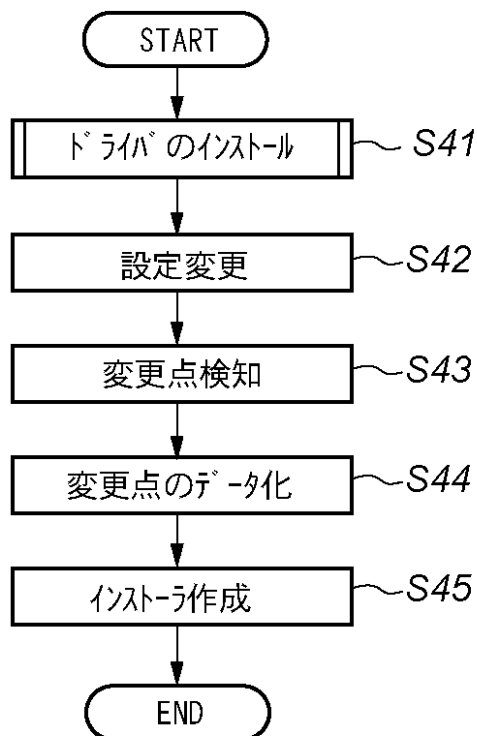 START
ﾄﾞﾗｲﾊﾞのｲﾝｽﾄｰﾙ S41
設定変更 S42
変更点検知 S43
変更点のﾃﾞｰﾀ化 S44
ｲﾝｽﾄｰﾗ作成 S45
END